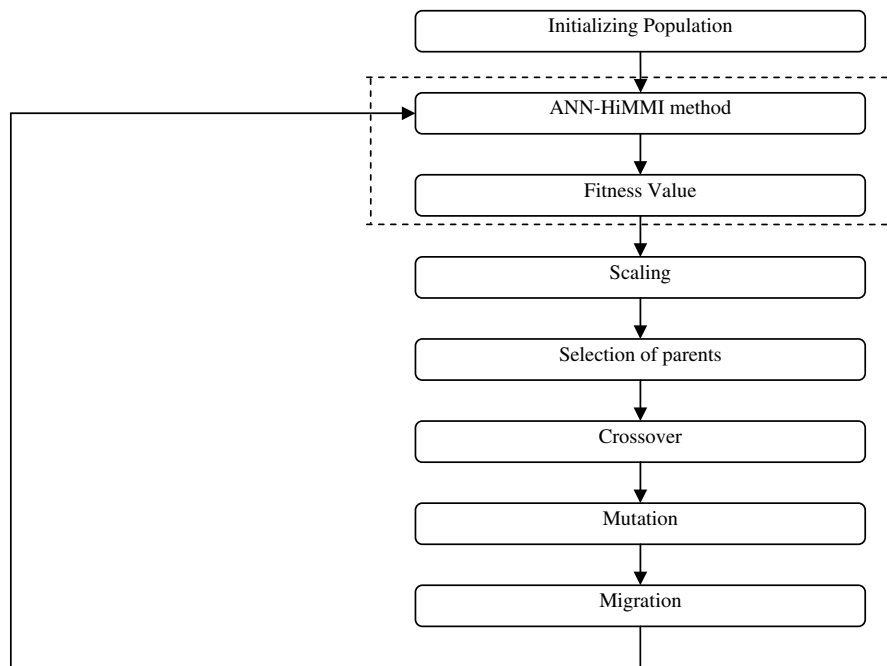 Initializing Population
ANN-HiMMI method
Fitness Value
Scaling
Selection of parents
Crossover
Mutation
Migration